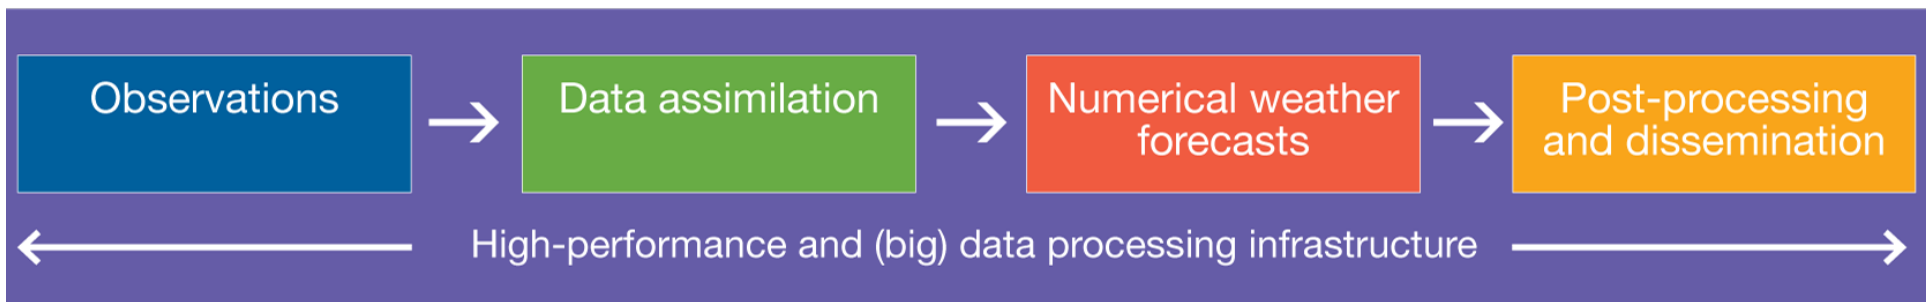 Observations
Data assimilation
Numerical weather
forecasts
Post-processing
and dissemination
High-performance and (big) data processing infrastructure